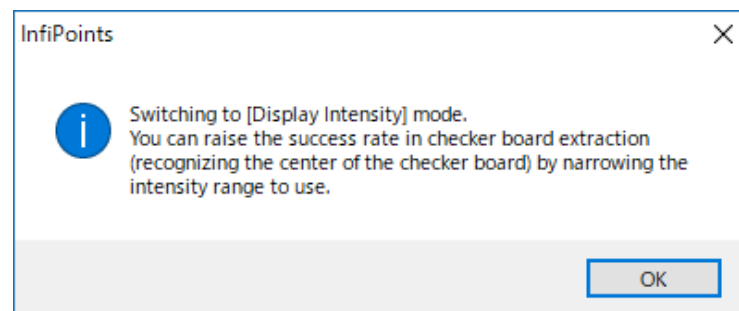 InfiPoints
Switching to [Display Intensity] mode.
You can raise the success rate in checker board extraction
(recognizing the center of the checker board) by narrowing the
intensity range to use.
OK